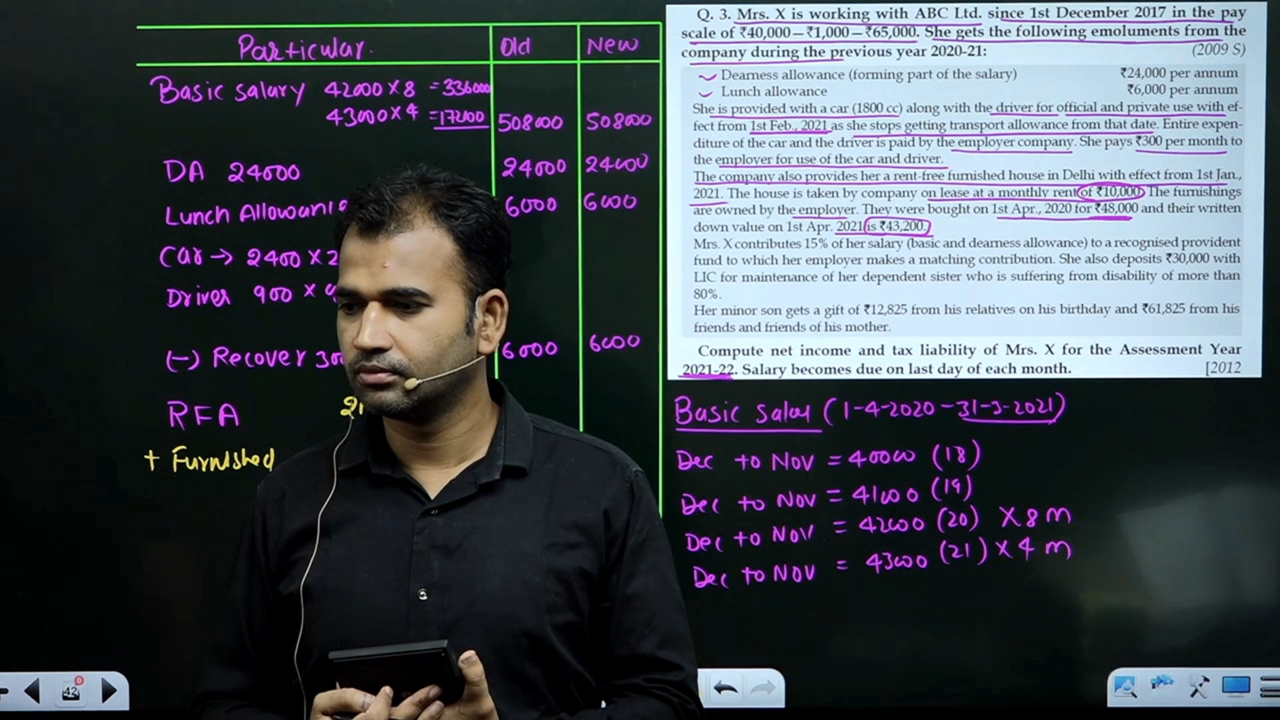 Particular. Old New
Basic salary 42000 × 8 = 336000
43000 × 4 = 172000 508000 508000
DA 24000 24000 24000
Lunch Allowance 6000 6000
Car → 2400 × 2
Driver 900 ×
(-) Recover 30 6000 6000
RFA
+ Furnished
Q. 3. Mrs. X is working with ABC Ltd. since 1st December 2017 in the pay
scale of ₹40,000—₹1,000—₹65,000. She gets the following emoluments from the
company during the previous year 2020-21: (2009 S)
Dearness allowance (forming part of the salary) ₹24,000 per annum
Lunch allowance ₹6,000 per annum
She is provided with a car (1800 cc) along with the driver for official and private use with ef-
fect from 1st Feb., 2021 as she stops getting transport allowance from that date. Entire expen-
diture of the car and the driver is paid by the employer company. She pays ₹300 per month to
the employer for use of the car and driver.
The company also provides her a rent-free furnished house in Delhi with effect from 1st Jan.,
2021. The house is taken by company on lease at a monthly rent of ₹10,000. The furnishings
are owned by the employer. They were bought on 1st Apr., 2020 for ₹48,000 and their written
down value on 1st Apr. 2021 is ₹43,200.
Mrs. X contributes 15% of her salary (basic and dearness allowance) to a recognised provident
fund to which her employer makes a matching contribution. She also deposits ₹30,000 with
LIC for maintenance of her dependent sister who is suffering from disability of more than
80%.
Her minor son gets a gift of ₹12,825 from his relatives on his birthday and ₹61,825 from his
friends and friends of his mother.
Compute net income and tax liability of Mrs. X for the Assessment Year
2021-22. Salary becomes due on last day of each month. [2012
Basic Salary (1-4-2020 - 31-3-2021)
Dec to Nov = 40000 (18)
Dec to Nov = 41000 (19)
Dec to Nov = 42000 (20) × 8 m
Dec to Nov = 43000 (21) × 4 m
42